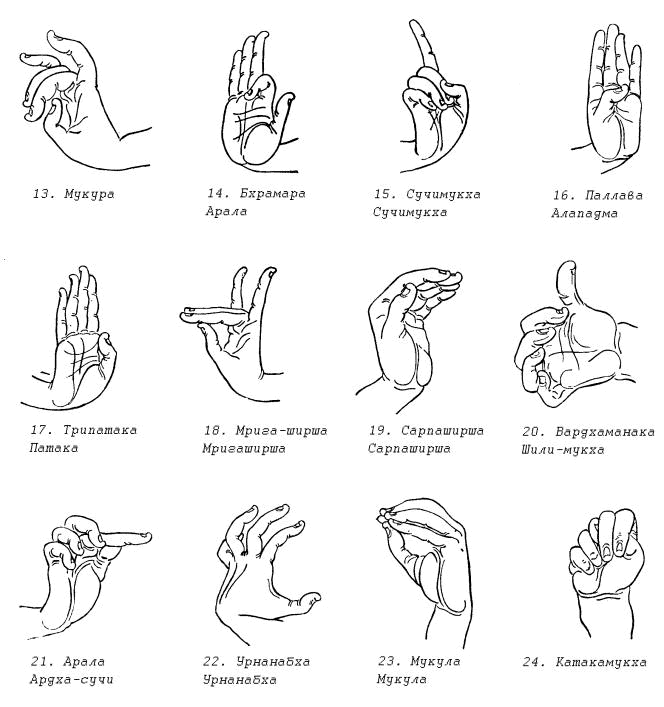 13. Мукура
14. Бхрамара
Арала
15. Сучимукха
Сучимукха
16. Паллава
Алападма
17. Трипатака
Патака
18. Мрига-ширша
Мригаширша
19. Сарпаширша
Сарпаширша
20. Вардхаманака
Шили-мукха
21. Арала
Ардха-сучи
22. Урнанабха
Урнанабха
23. Мукула
Мукула
24. Катакамукха